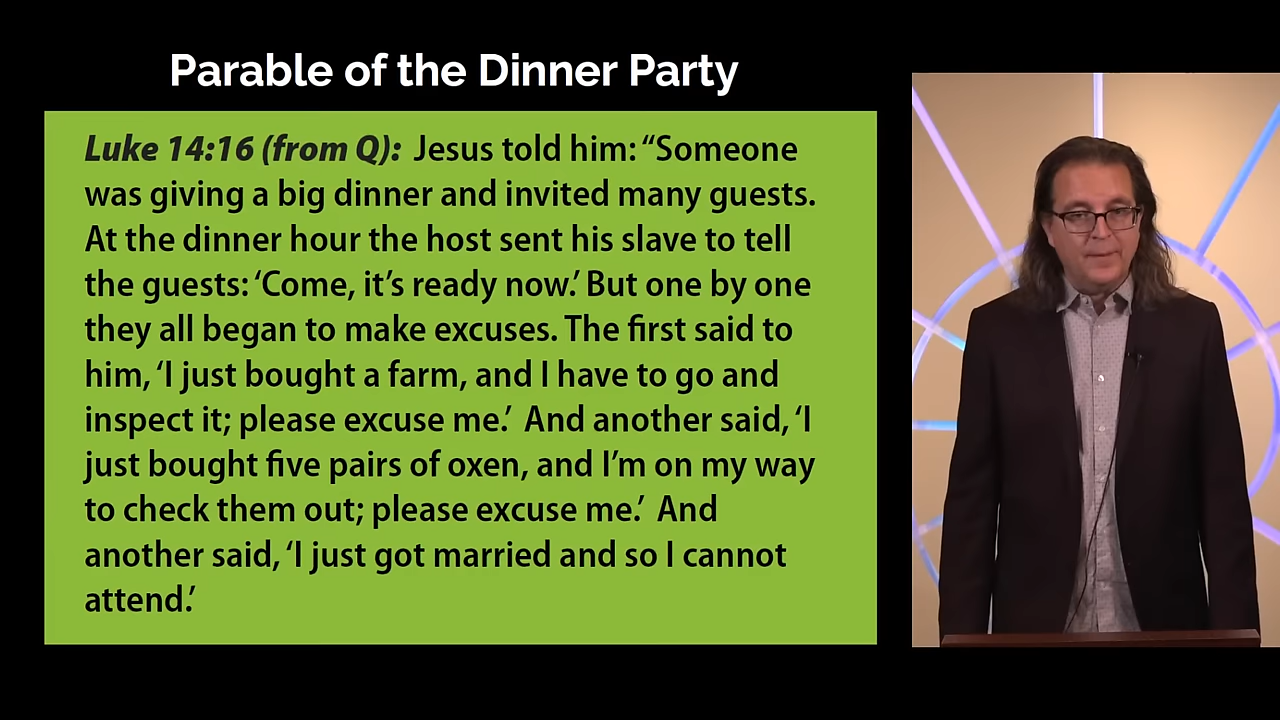 Parable of the Dinner Party
Luke 14:16 (from Q): Jesus told him: “Someone
was giving a big dinner and invited many guests.
At the dinner hour the host sent his slave to tell
the guests: ‘Come, it’s ready now.’ But one by one
they all began to make excuses. The first said to
him, ‘I just bought a farm, and I have to go and
inspect it; please excuse me.’ And another said, ‘I
just bought five pairs of oxen, and I’m on my way
to check them out; please excuse me.’ And
another said, ‘I just got married and so I cannot
attend.’